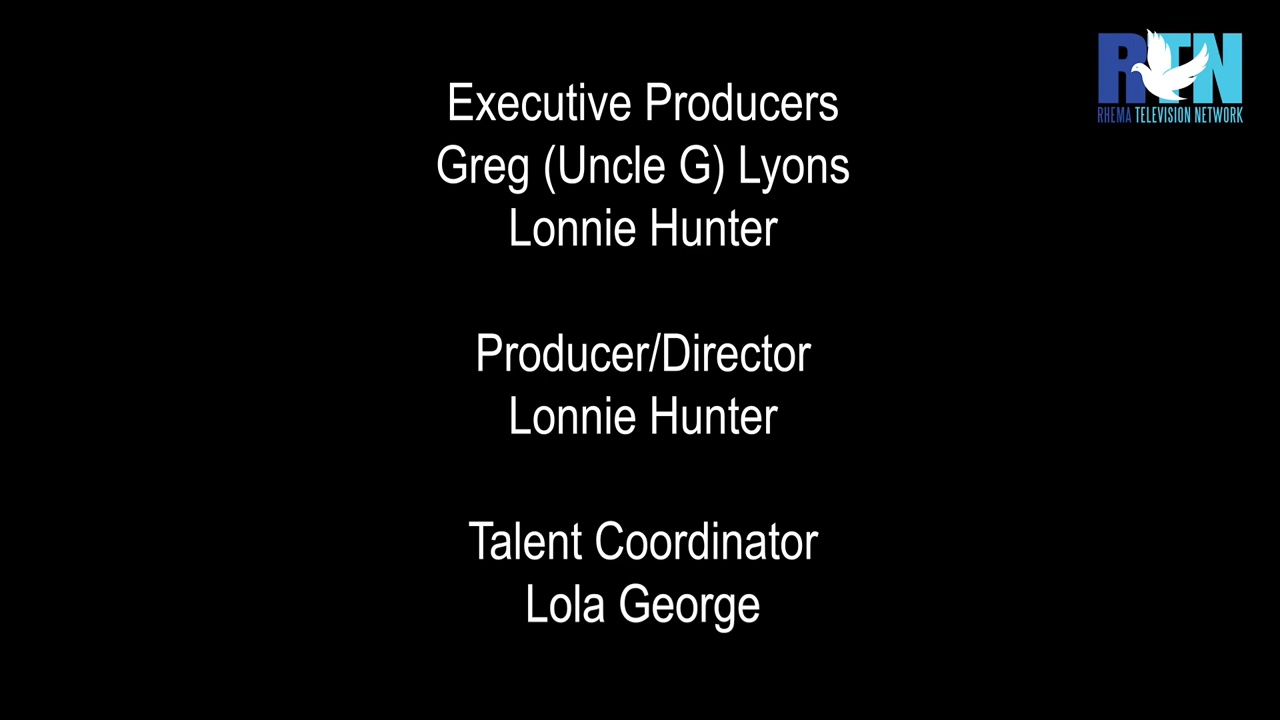 RTN
RHEMA TELEVISION NETWORK
Executive Producers
Greg (Uncle G) Lyons
Lonnie Hunter
Producer/Director
Lonnie Hunter
Talent Coordinator
Lola George